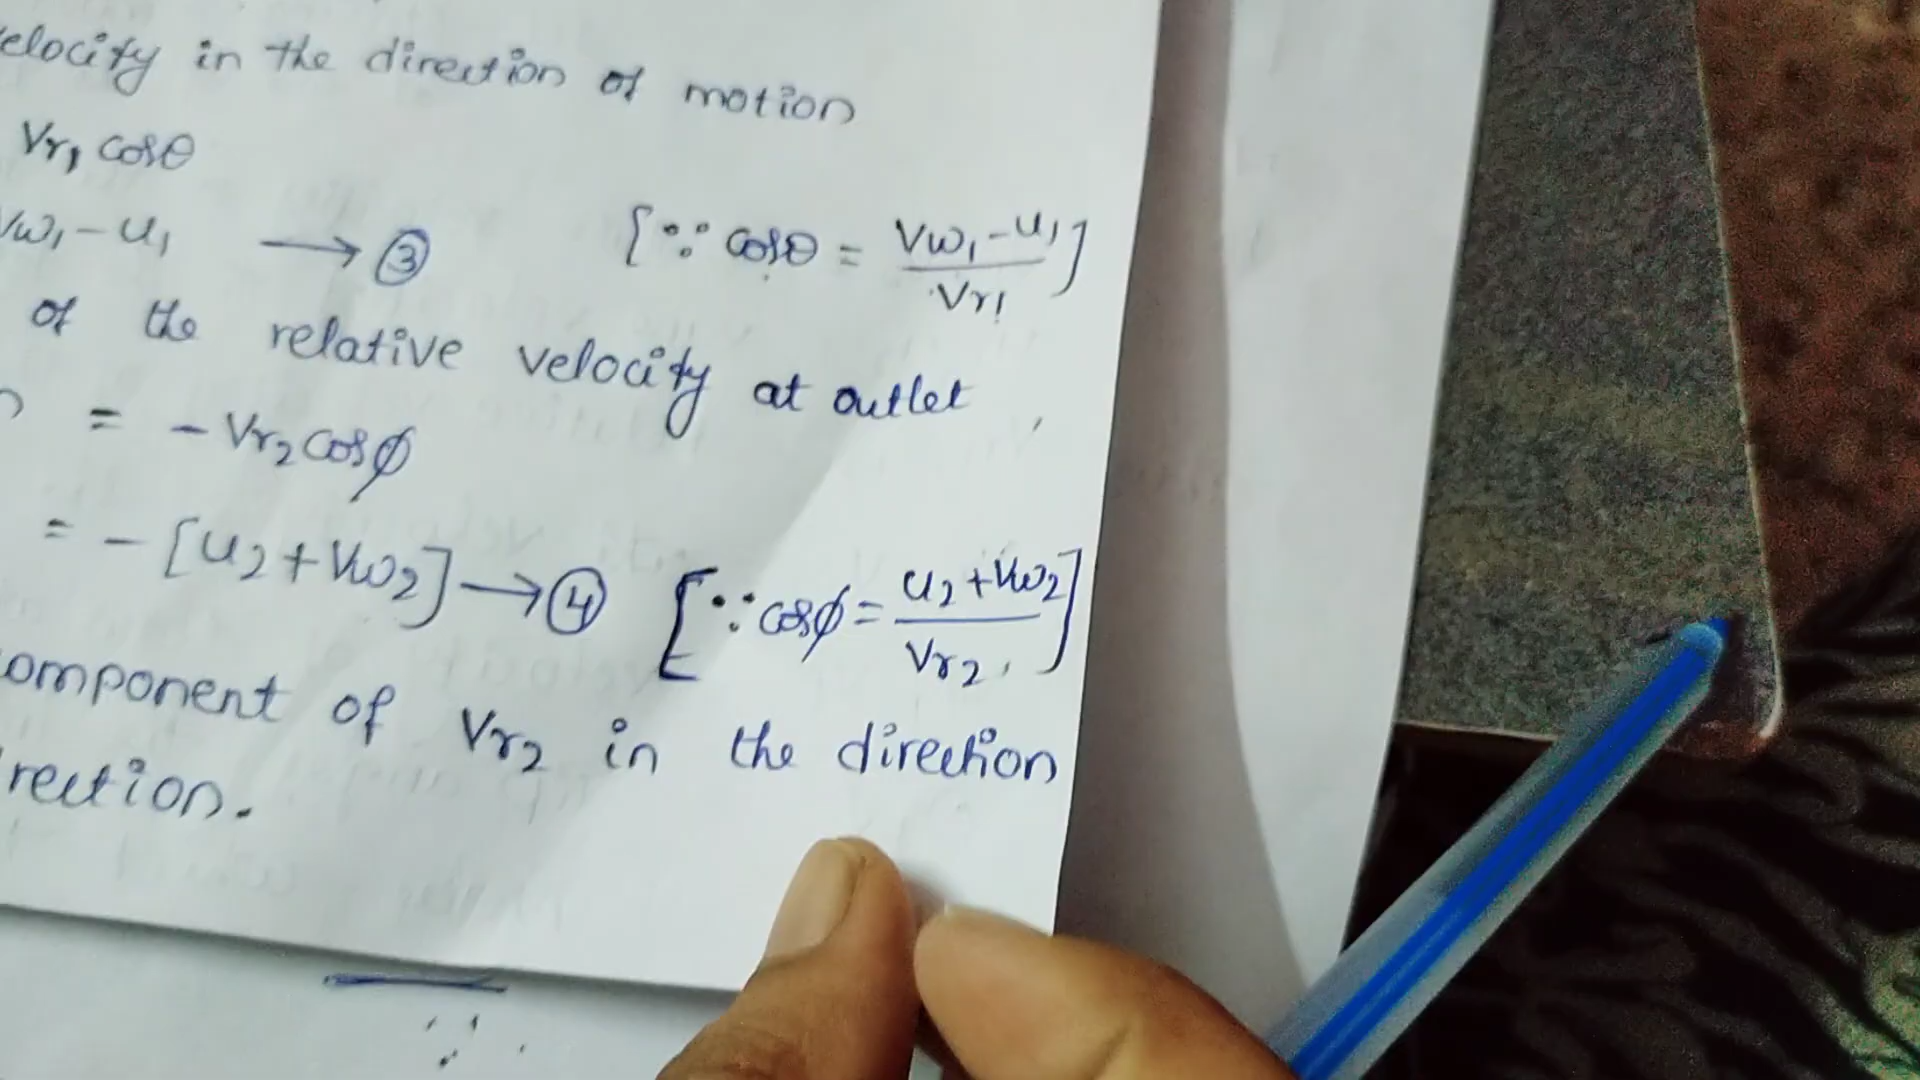 elocity in the direction of motion
Vr₁ cosθ
Vw₁ - u₁ → ③ [∵ cosθ = (Vw₁ - u₁)/Vr₁]
of the relative velocity at outlet
= - Vr₂ cosϕ
= - [u₂ + Vw₂] → ④ [∵ cosϕ = (u₂ + Vw₂)/Vr₂]
omponent of Vr₂ in the direction
rection.